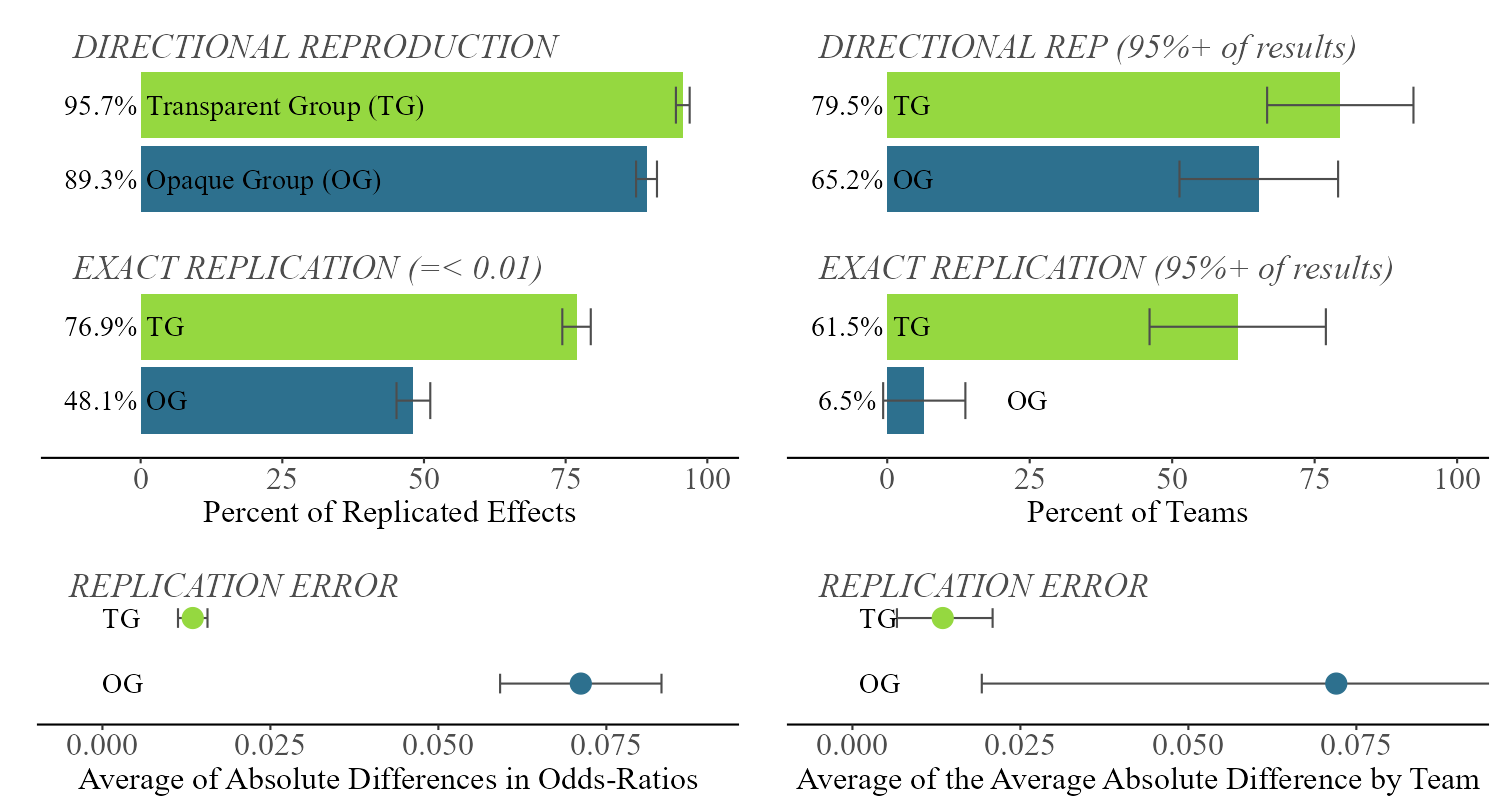 DIRECTIONAL REPRODUCTION
95.7% Transparent Group (TG)
89.3% Opaque Group (OG)
EXACT REPLICATION (=< 0.01)
76.9% TG
48.1% OG
0 25 50 75 100
Percent of Replicated Effects
DIRECTIONAL REP (95%+ of results)
79.5% TG
65.2% OG
EXACT REPLICATION (95%+ of results)
61.5% TG
6.5% OG
0 25 50 75 100
Percent of Teams
REPLICATION ERROR
TG
OG
0.000 0.025 0.050 0.075
Average of Absolute Differences in Odds-Ratios
REPLICATION ERROR
TG
OG
0.000 0.025 0.050 0.075
Average of the Average Absolute Difference by Team